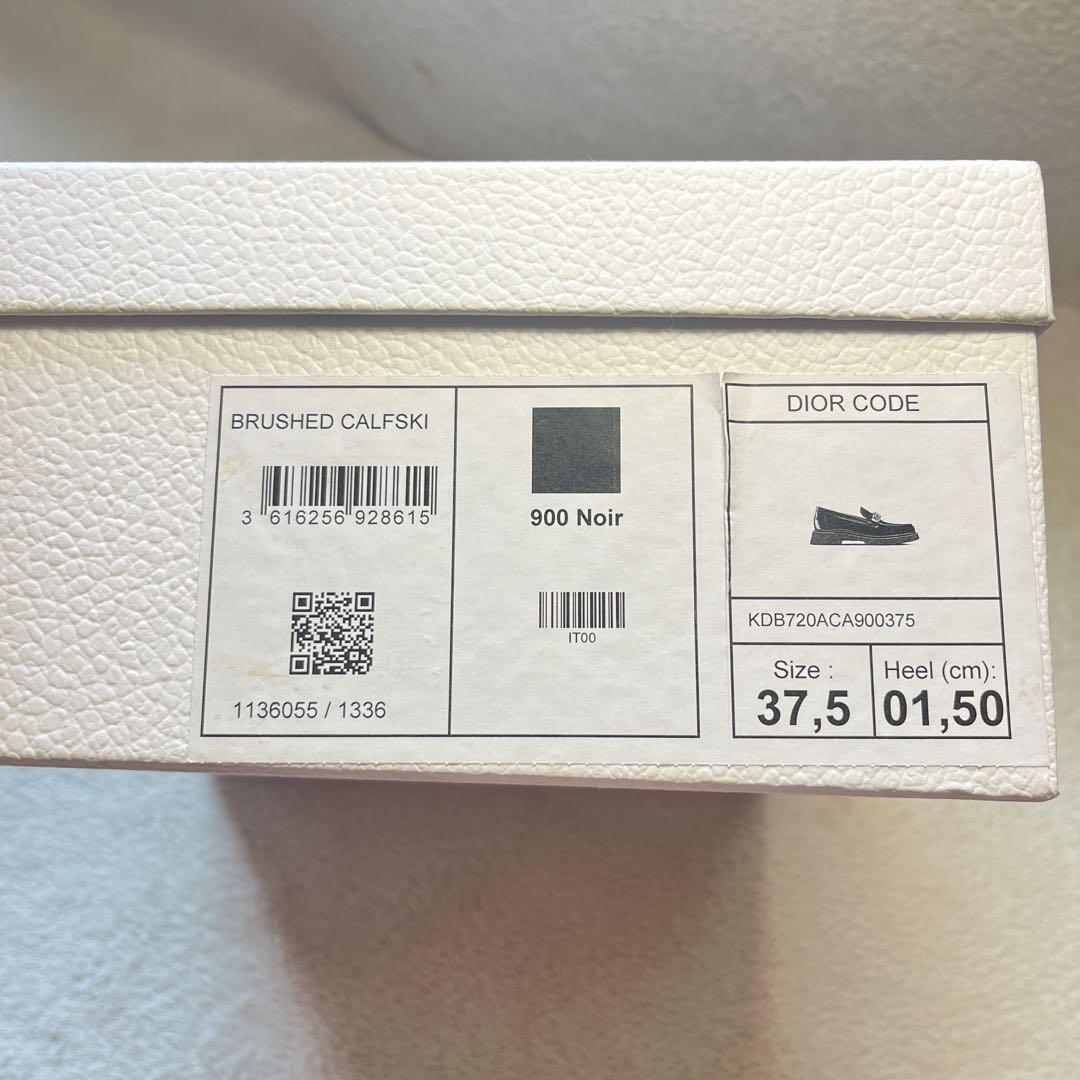 BRUSHED CALFSKI
3 616256 928615
1136055 / 1336
900 Noir
IT00
DIOR CODE
KDB720ACA900375
Size :
37,5
Heel (cm):
01,50